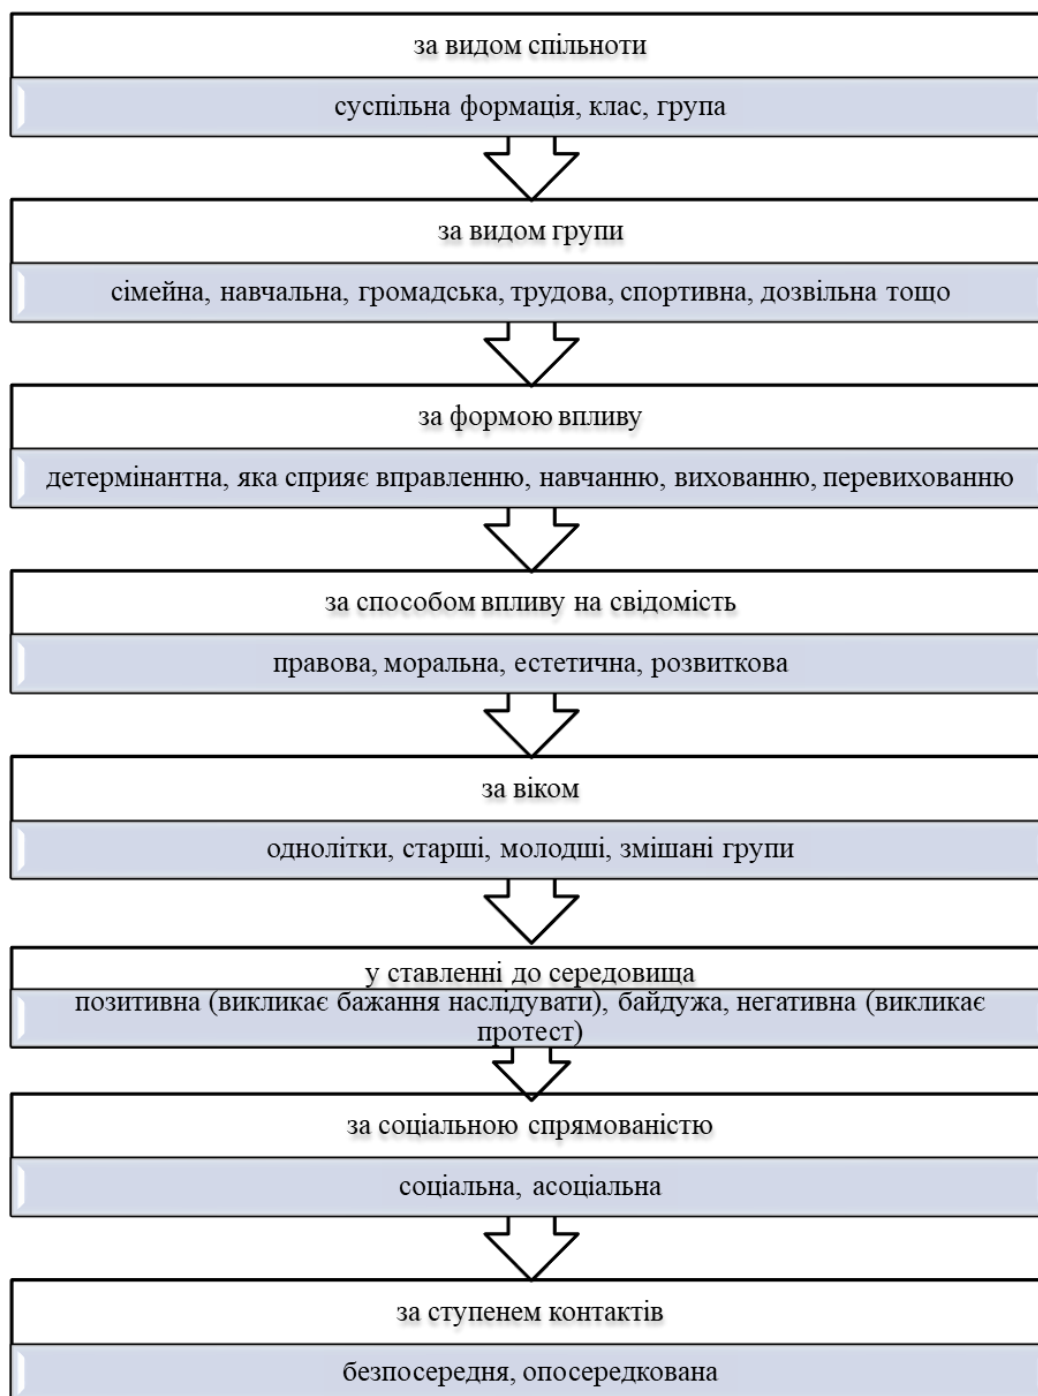 за видом спільноти
суспільна формація, клас, група
за видом групи
сімейна, навчальна, громадська, трудова, спортивна, дозвільна тощо
за формою впливу
детермінантна, яка сприяє вправленню, навчанню, вихованню, перевихованню
за способом впливу на свідомість
правова, моральна, естетична, розвиткова
за віком
однолітки, старші, молодші, змішані групи
у ставленні до середовища
позитивна (викликає бажання наслідувати), байдужа, негативна (викликає
протест)
за соціальною спрямованістю
соціальна, асоціальна
за ступенем контактів
безпосередня, опосередкована